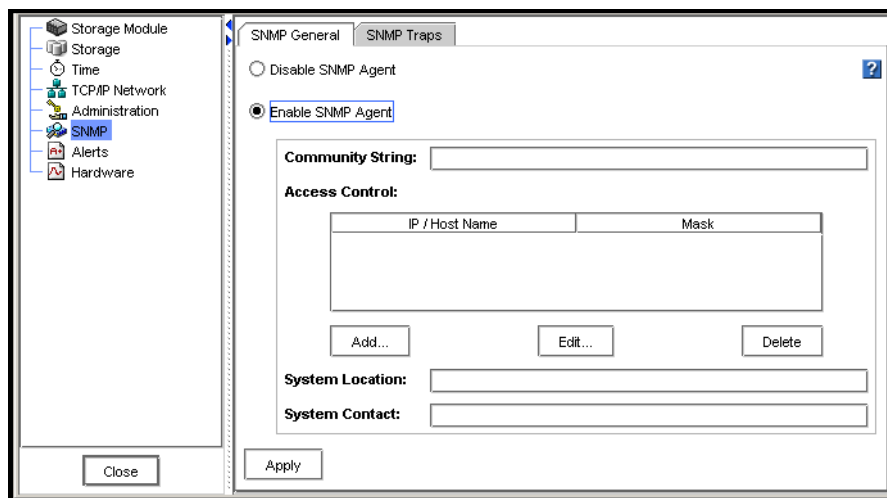 Storage Module
Storage
Time
TCP/IP Network
Administration
SNMP
Alerts
Hardware
Close
SNMP General
SNMP Traps
Disable SNMP Agent
?
Enable SNMP Agent
Community String:
Access Control:
IP / Host Name
Mask
Add...
Edit...
Delete
System Location:
System Contact:
Apply